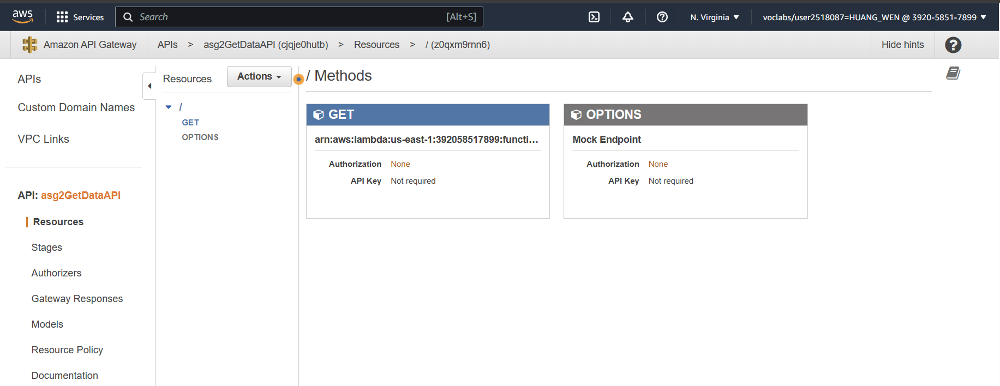 aws Services Search [Alt+S] N. Virginia voclabs/user2518087=HUANG_WEN @ 3920-5851-7899
Amazon API Gateway APIs > asg2GetDataAPI (cjqje0hutb) > Resources > / (z0qxm9rnn6) Hide hints
APIs
Custom Domain Names
VPC Links
API: asg2GetDataAPI
Resources
Stages
Authorizers
Gateway Responses
Models
Resource Policy
Documentation
Resources Actions
/
GET
OPTIONS
/ Methods
GET
arn:aws:lambda:us-east-1:392058517899:functi...
Authorization None
API Key Not required
OPTIONS
Mock Endpoint
Authorization None
API Key Not required